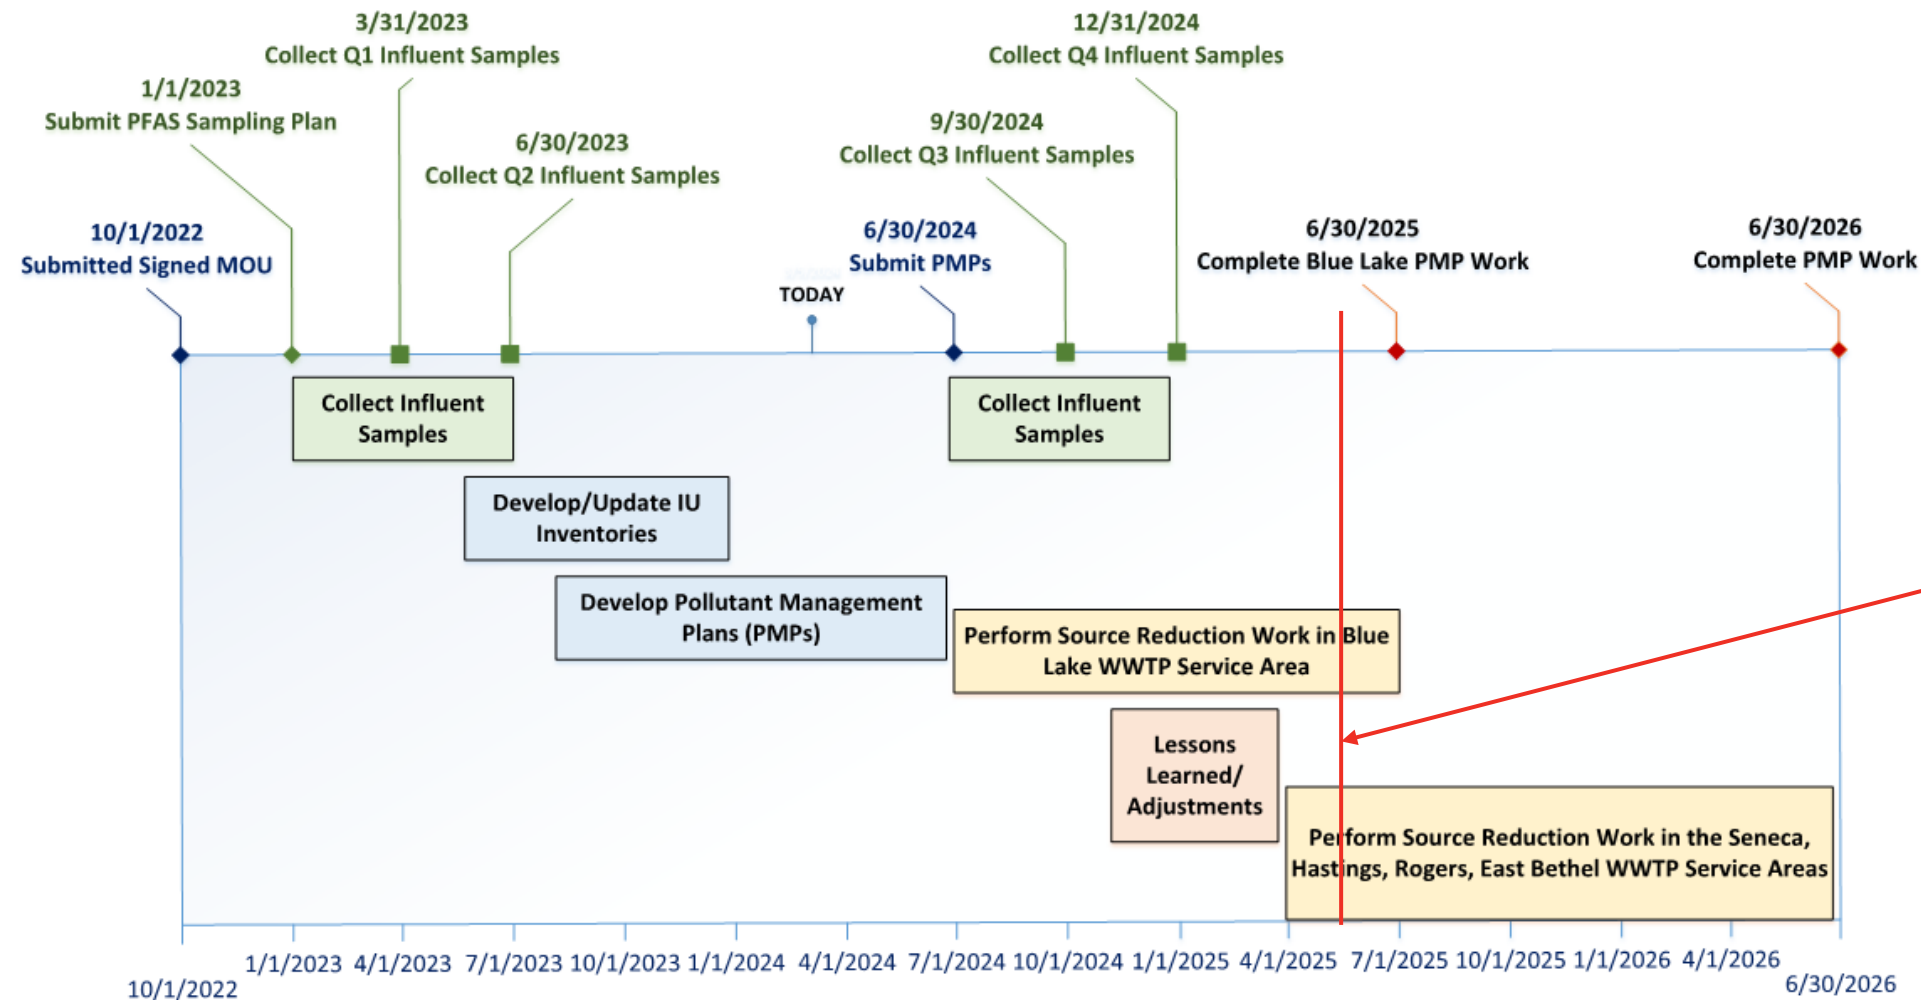 3/31/2023
Collect Q1 Influent Samples
12/31/2024
Collect Q4 Influent Samples
1/1/2023
Submit PFAS Sampling Plan
6/30/2023
Collect Q2 Influent Samples
9/30/2024
Collect Q3 Influent Samples
10/1/2022
Submitted Signed MOU
TODAY
6/30/2024
Submit PMPs
6/30/2025
Complete Blue Lake PMP Work
6/30/2026
Complete PMP Work
Collect Influent
Samples
Collect Influent
Samples
Develop/Update IU
Inventories
Develop Pollutant Management
Plans (PMPs)
Perform Source Reduction Work in Blue
Lake WWTP Service Area
Lessons
Learned/
Adjustments
Perform Source Reduction Work in the Seneca,
Hastings, Rogers, East Bethel WWTP Service Areas
10/1/2022 1/1/2023 4/1/2023 7/1/2023 10/1/2023 1/1/2024 4/1/2024 7/1/2024 10/1/2024 1/1/2025 4/1/2025 7/1/2025 10/1/2025 1/1/2026 4/1/2026 6/30/2026